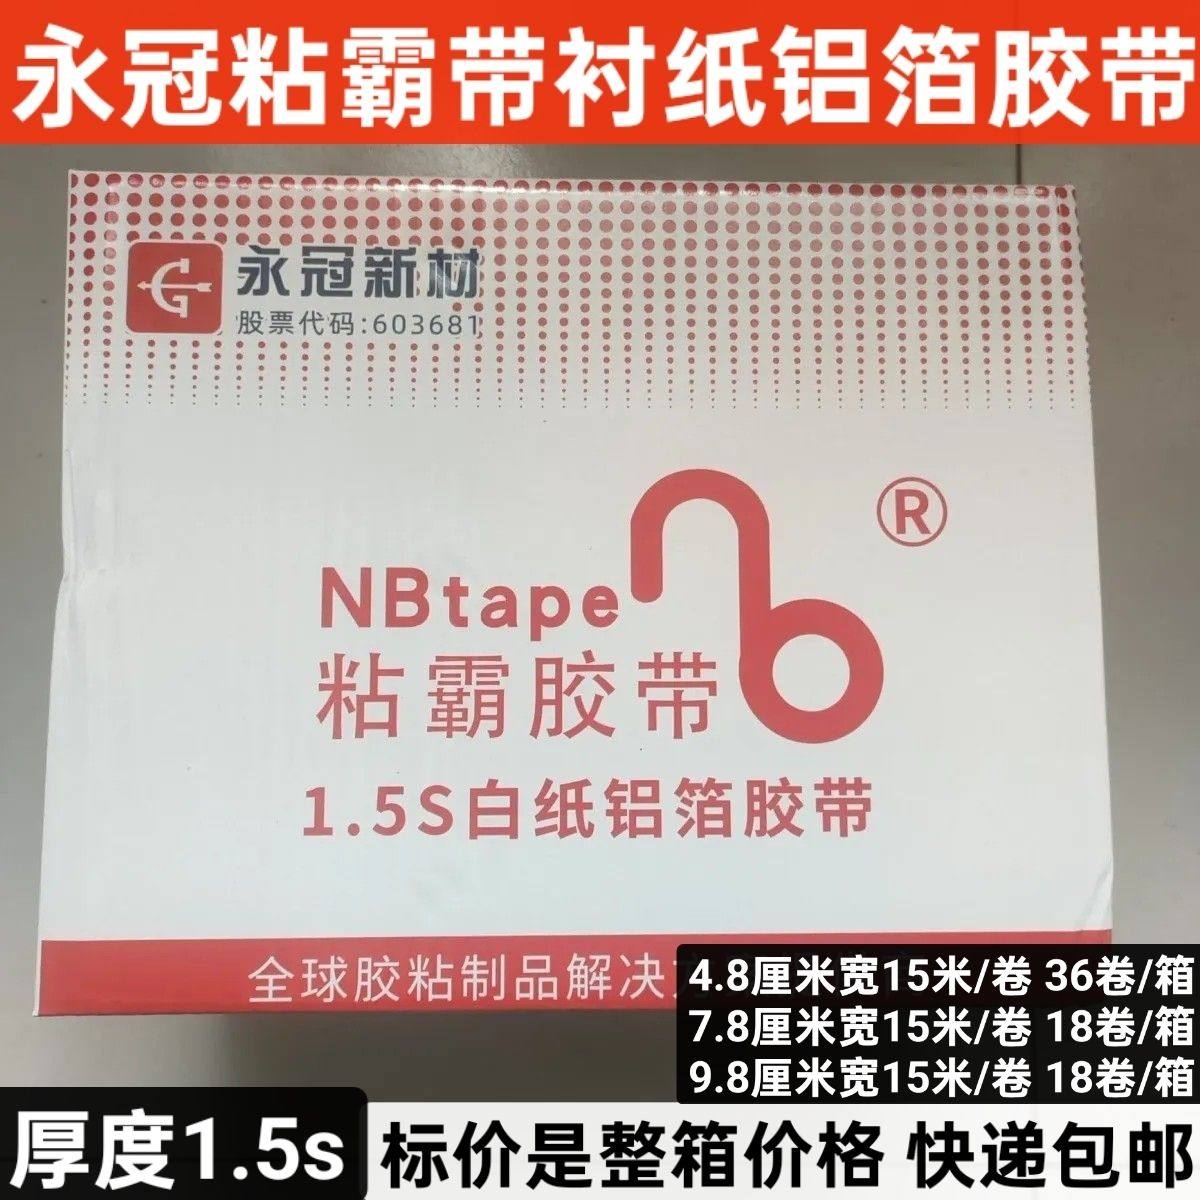 永冠粘霸带衬纸铝箔胶带
永冠新材
股票代码:603681
R
NBtape
粘霸胶带
1.5S白纸铝箔胶带
全球胶粘制品解决
4.8厘米宽15米/卷 36卷/箱
7.8厘米宽15米/卷 18卷/箱
9.8厘米宽15米/卷 18卷/箱
厚度1.5s
标价是整箱价格 快递包邮